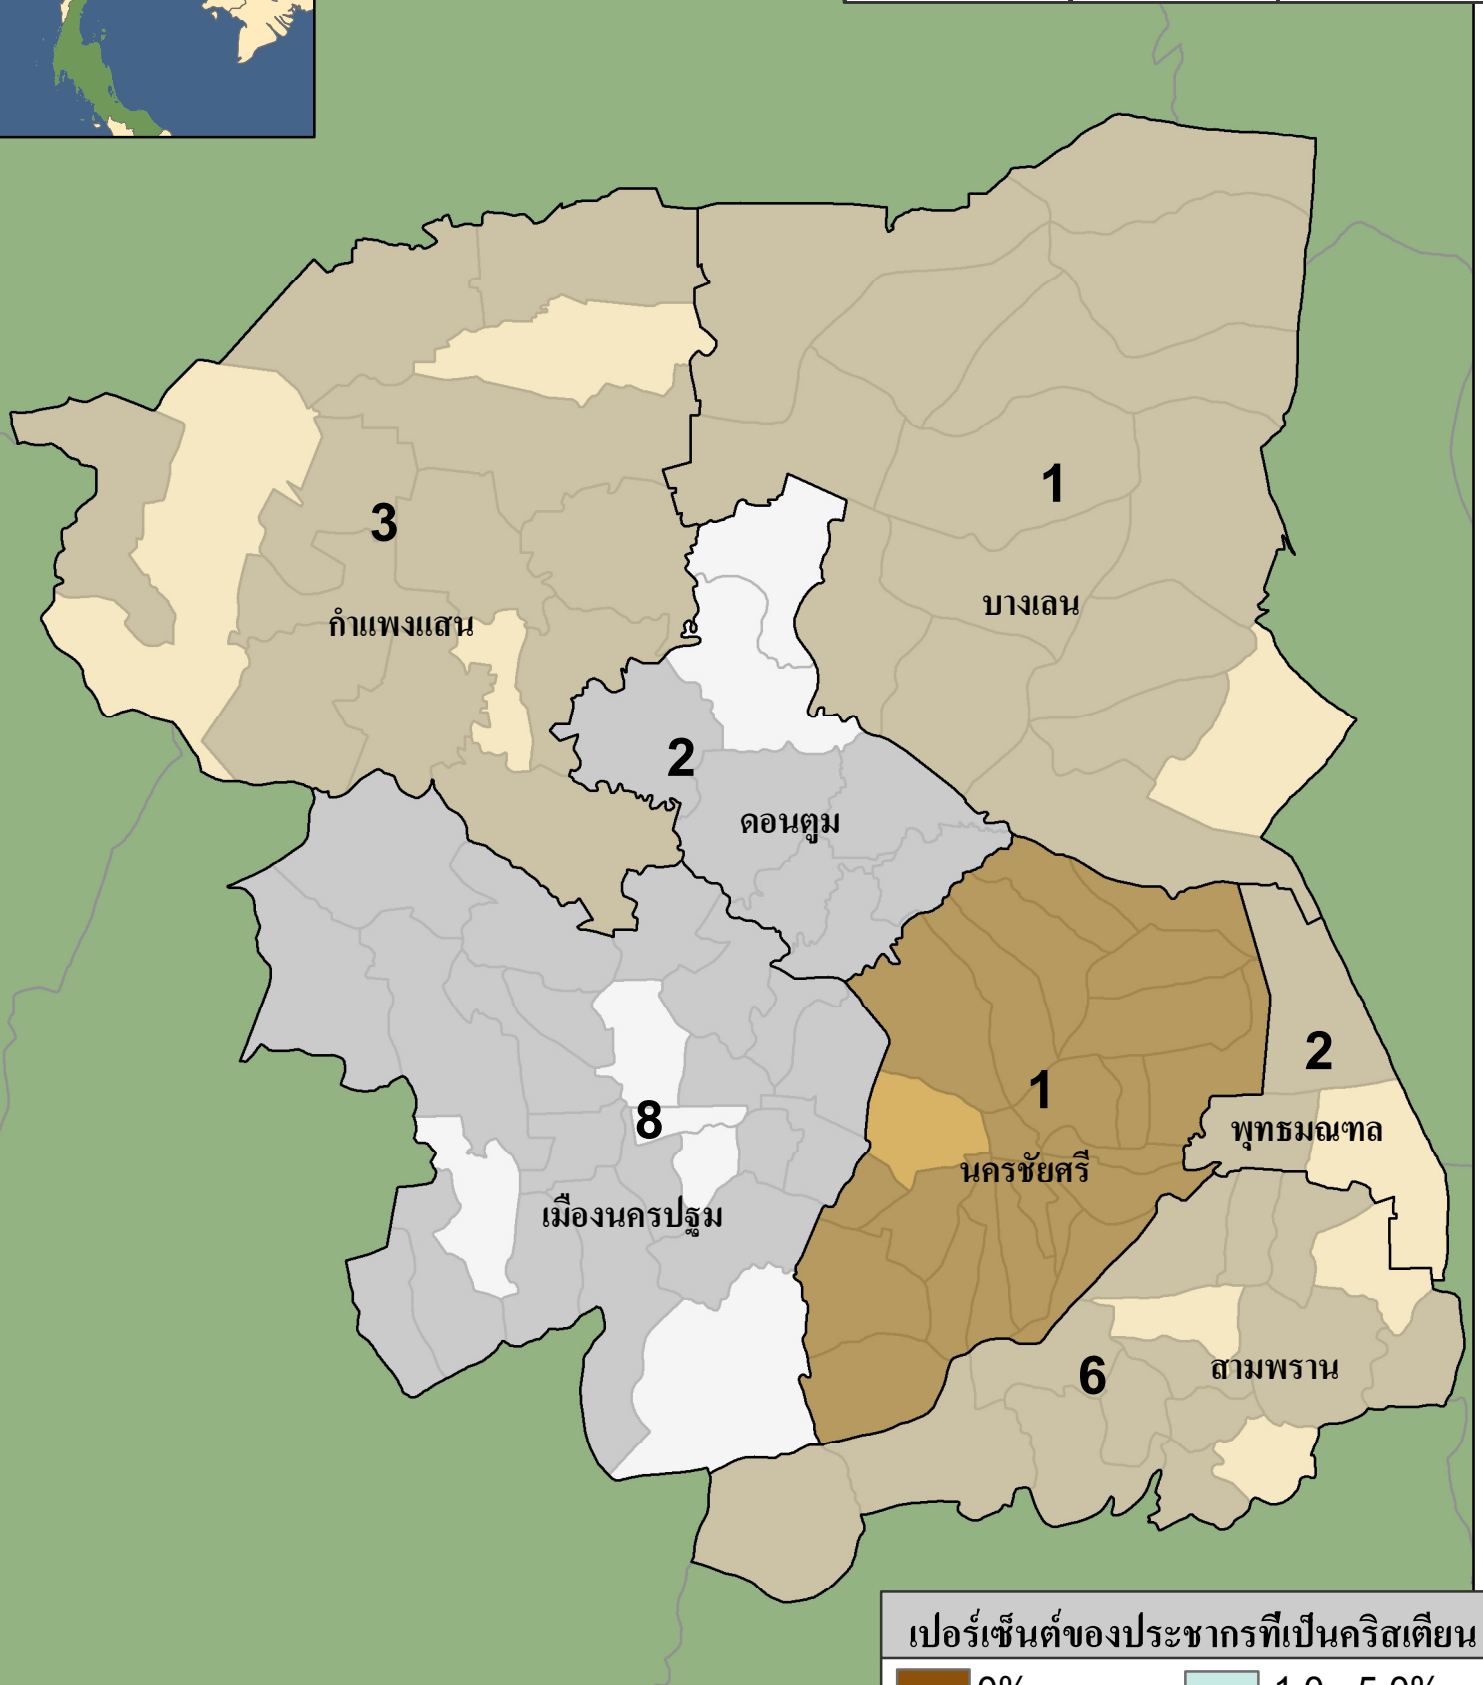 1
3
บางเลน
กำแพงแสน
2
ดอนตูม
2
1
8
พุทธมณฑล
นครชัยศรี
เมืองนครปฐม
6
สามพราน
เปอร์เซ็นต์ของประชากรที่เป็นคริสเตียน
0%